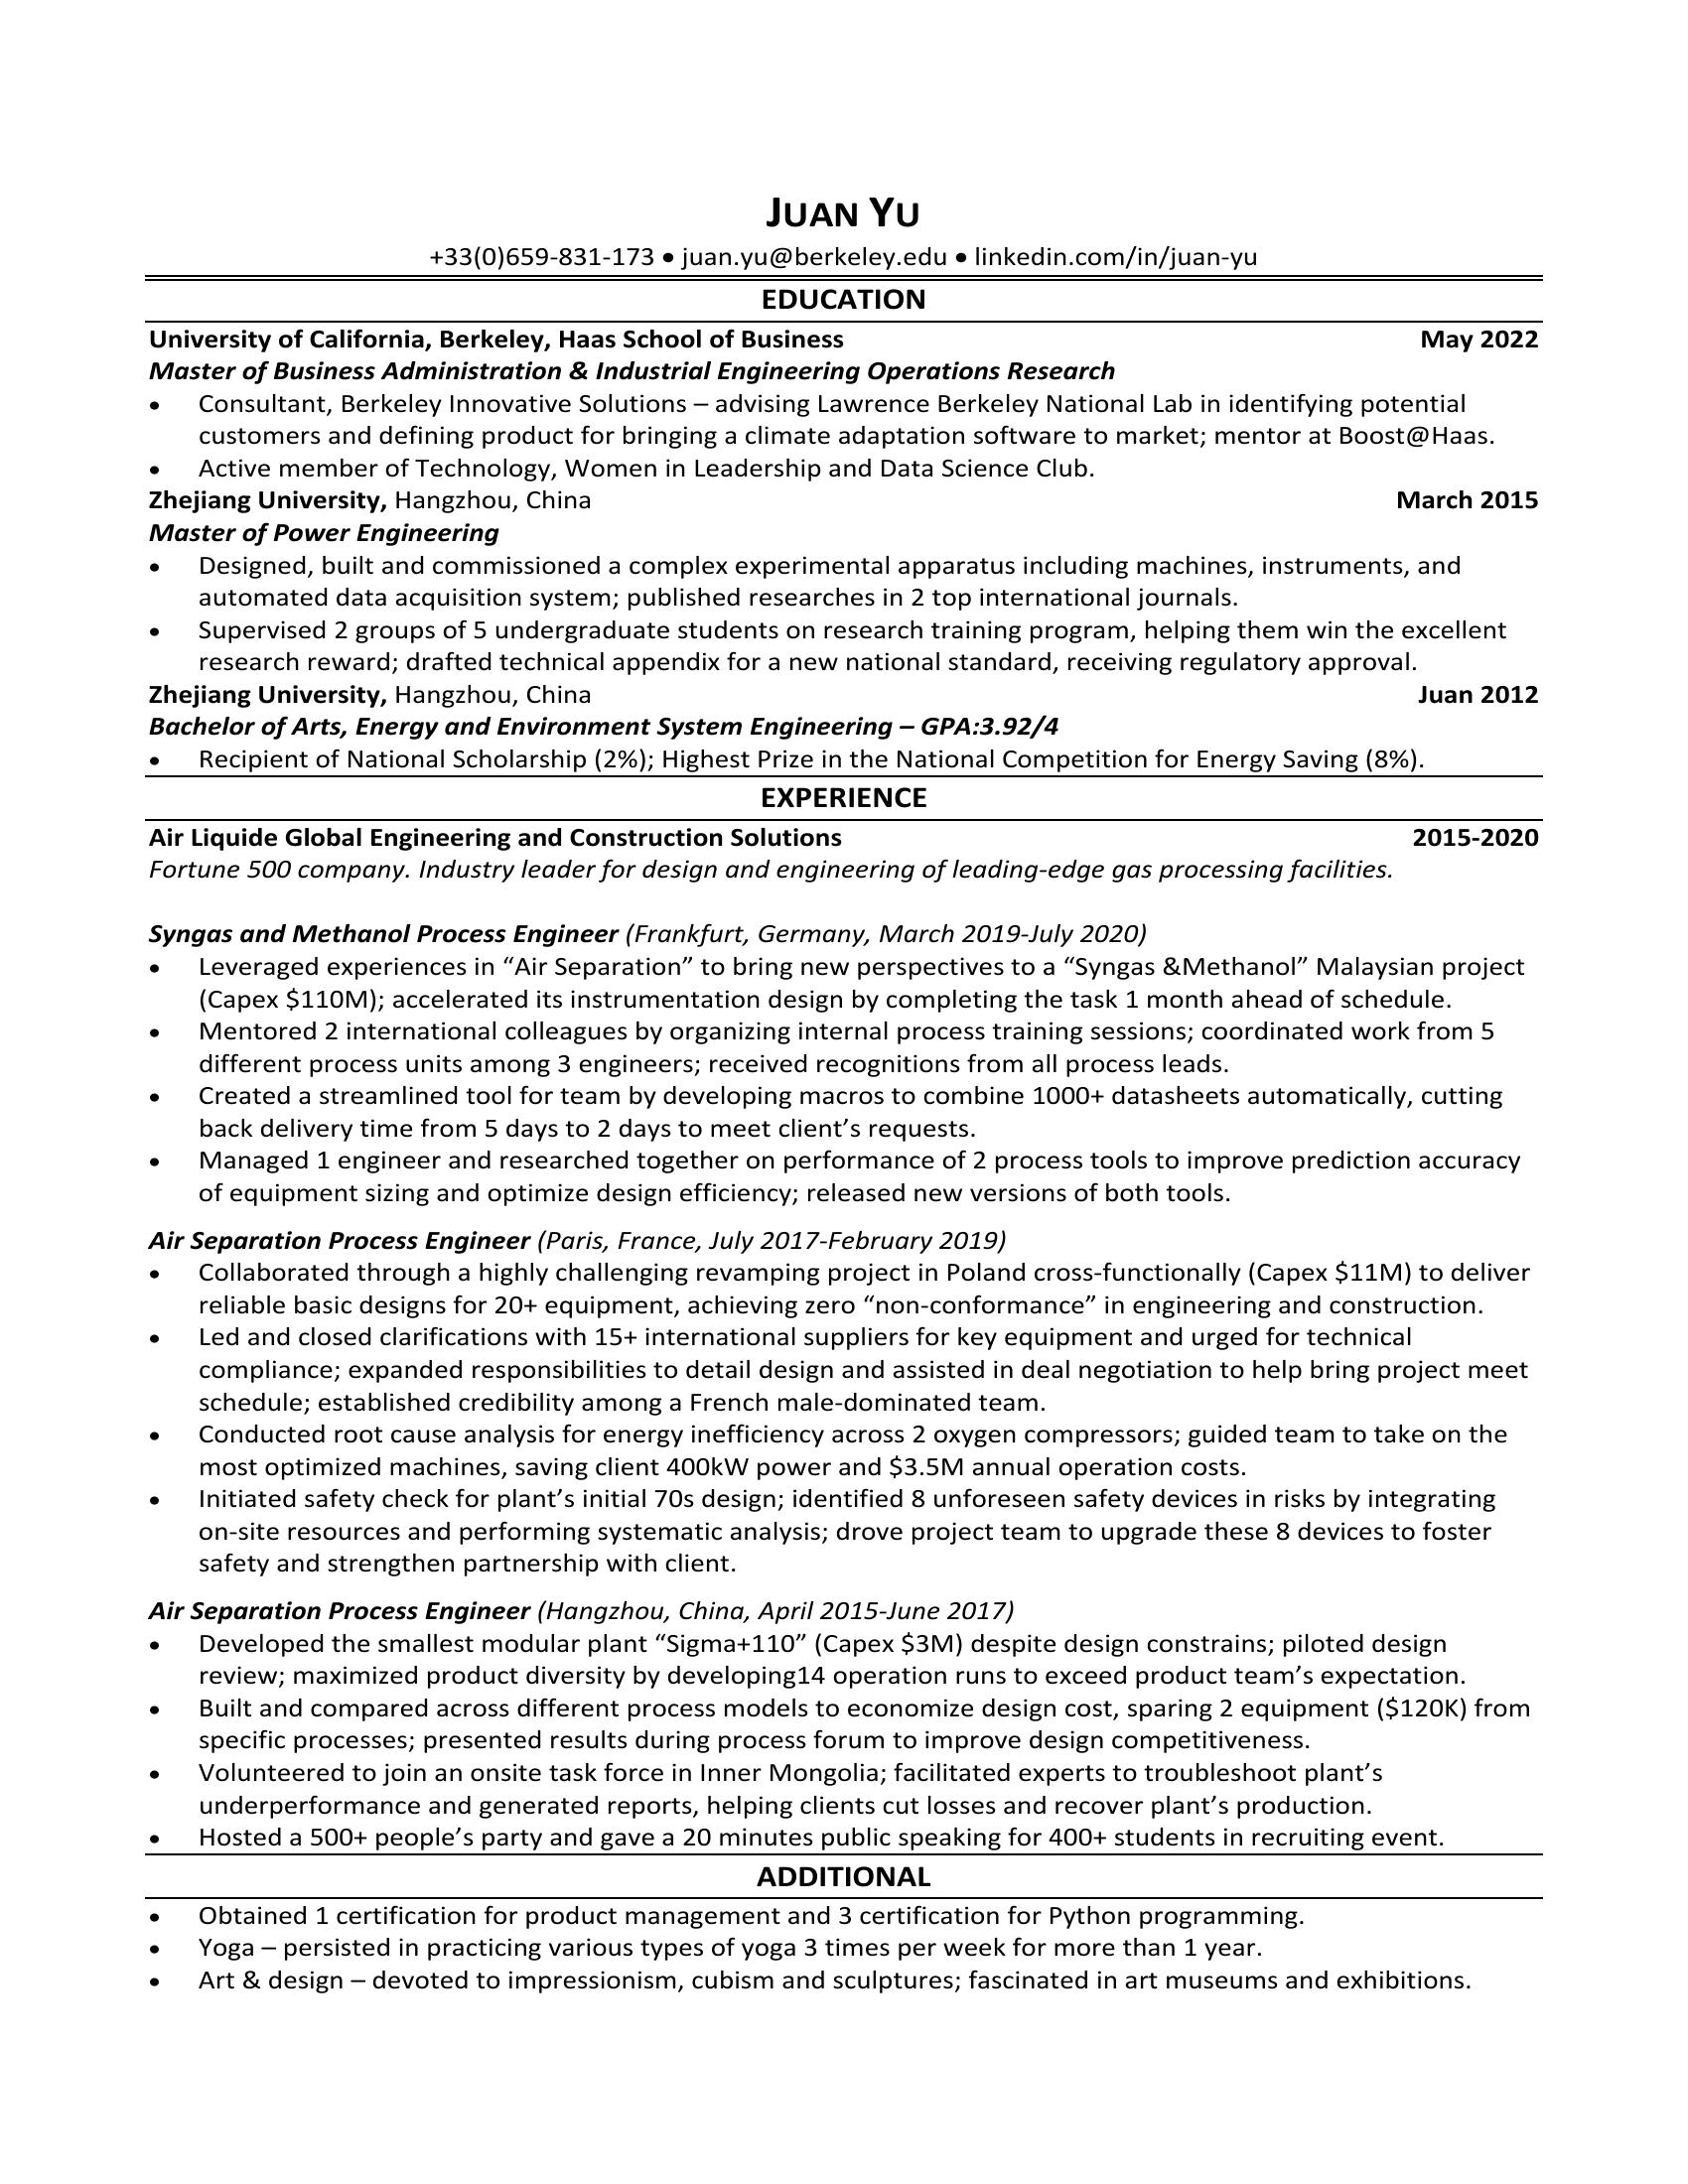 JUAN YU
+33(0)659-831-173 • juan.yu@berkeley.edu • linkedin.com/in/juan-yu
EDUCATION
University of California, Berkeley, Haas School of Business May 2022
Master of Business Administration & Industrial Engineering Operations Research
• Consultant, Berkeley Innovative Solutions – advising Lawrence Berkeley National Lab in identifying potential
customers and defining product for bringing a climate adaptation software to market; mentor at Boost@Haas.
• Active member of Technology, Women in Leadership and Data Science Club.
Zhejiang University, Hangzhou, China March 2015
Master of Power Engineering
• Designed, built and commissioned a complex experimental apparatus including machines, instruments, and
automated data acquisition system; published researches in 2 top international journals.
• Supervised 2 groups of 5 undergraduate students on research training program, helping them win the excellent
research reward; drafted technical appendix for a new national standard, receiving regulatory approval.
Zhejiang University, Hangzhou, China Juan 2012
Bachelor of Arts, Energy and Environment System Engineering – GPA:3.92/4
• Recipient of National Scholarship (2%); Highest Prize in the National Competition for Energy Saving (8%).
EXPERIENCE
Air Liquide Global Engineering and Construction Solutions 2015-2020
Fortune 500 company. Industry leader for design and engineering of leading-edge gas processing facilities.
Syngas and Methanol Process Engineer (Frankfurt, Germany, March 2019-July 2020)
• Leveraged experiences in “Air Separation” to bring new perspectives to a “Syngas &Methanol” Malaysian project
(Capex $110M); accelerated its instrumentation design by completing the task 1 month ahead of schedule.
• Mentored 2 international colleagues by organizing internal process training sessions; coordinated work from 5
different process units among 3 engineers; received recognitions from all process leads.
• Created a streamlined tool for team by developing macros to combine 1000+ datasheets automatically, cutting
back delivery time from 5 days to 2 days to meet client’s requests.
• Managed 1 engineer and researched together on performance of 2 process tools to improve prediction accuracy
of equipment sizing and optimize design efficiency; released new versions of both tools.
Air Separation Process Engineer (Paris, France, July 2017-February 2019)
• Collaborated through a highly challenging revamping project in Poland cross-functionally (Capex $11M) to deliver
reliable basic designs for 20+ equipment, achieving zero “non-conformance” in engineering and construction.
• Led and closed clarifications with 15+ international suppliers for key equipment and urged for technical
compliance; expanded responsibilities to detail design and assisted in deal negotiation to help bring project meet
schedule; established credibility among a French male-dominated team.
• Conducted root cause analysis for energy inefficiency across 2 oxygen compressors; guided team to take on the
most optimized machines, saving client 400kW power and $3.5M annual operation costs.
• Initiated safety check for plant’s initial 70s design; identified 8 unforeseen safety devices in risks by integrating
on-site resources and performing systematic analysis; drove project team to upgrade these 8 devices to foster
safety and strengthen partnership with client.
Air Separation Process Engineer (Hangzhou, China, April 2015-June 2017)
• Developed the smallest modular plant “Sigma+110” (Capex $3M) despite design constrains; piloted design
review; maximized product diversity by developing14 operation runs to exceed product team’s expectation.
• Built and compared across different process models to economize design cost, sparing 2 equipment ($120K) from
specific processes; presented results during process forum to improve design competitiveness.
• Volunteered to join an onsite task force in Inner Mongolia; facilitated experts to troubleshoot plant’s
underperformance and generated reports, helping clients cut losses and recover plant’s production.
• Hosted a 500+ people’s party and gave a 20 minutes public speaking for 400+ students in recruiting event.
ADDITIONAL
• Obtained 1 certification for product management and 3 certification for Python programming.
• Yoga – persisted in practicing various types of yoga 3 times per week for more than 1 year.
• Art & design – devoted to impressionism, cubism and sculptures; fascinated in art museums and exhibitions.